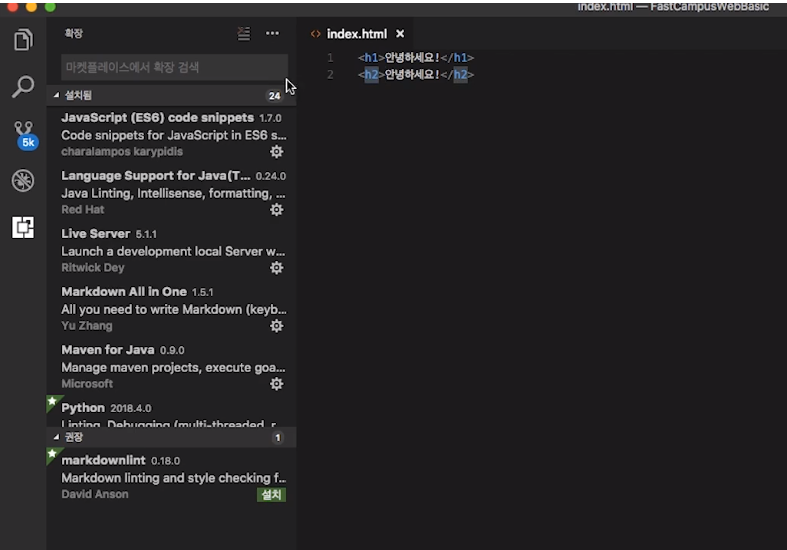 index.html — FastCampusWebBasic
확장
마켓플레이스에서 확장 검색
설치됨 24
JavaScript (ES6) code snippets 1.7.0
Code snippets for JavaScript in ES6 s...
charalampos karypidis
Language Support for Java(T... 0.24.0
Java Linting, Intellisense, formatting, ...
Red Hat
Live Server 5.1.1
Launch a development local Server w...
Ritwick Dey
Markdown All in One 1.5.1
All you need to write Markdown (keyb...
Yu Zhang
Maven for Java 0.9.0
Manage maven projects, execute goa...
Microsoft
Python 2018.4.0
Linting, Debugging (multi-threaded, r
권장 1
markdownlint 0.18.0
Markdown linting and style checking f...
David Anson 설치
5k
<> index.html ×
1 <h1>안녕하세요!</h1>
2 <h2>안녕하세요!</h2>